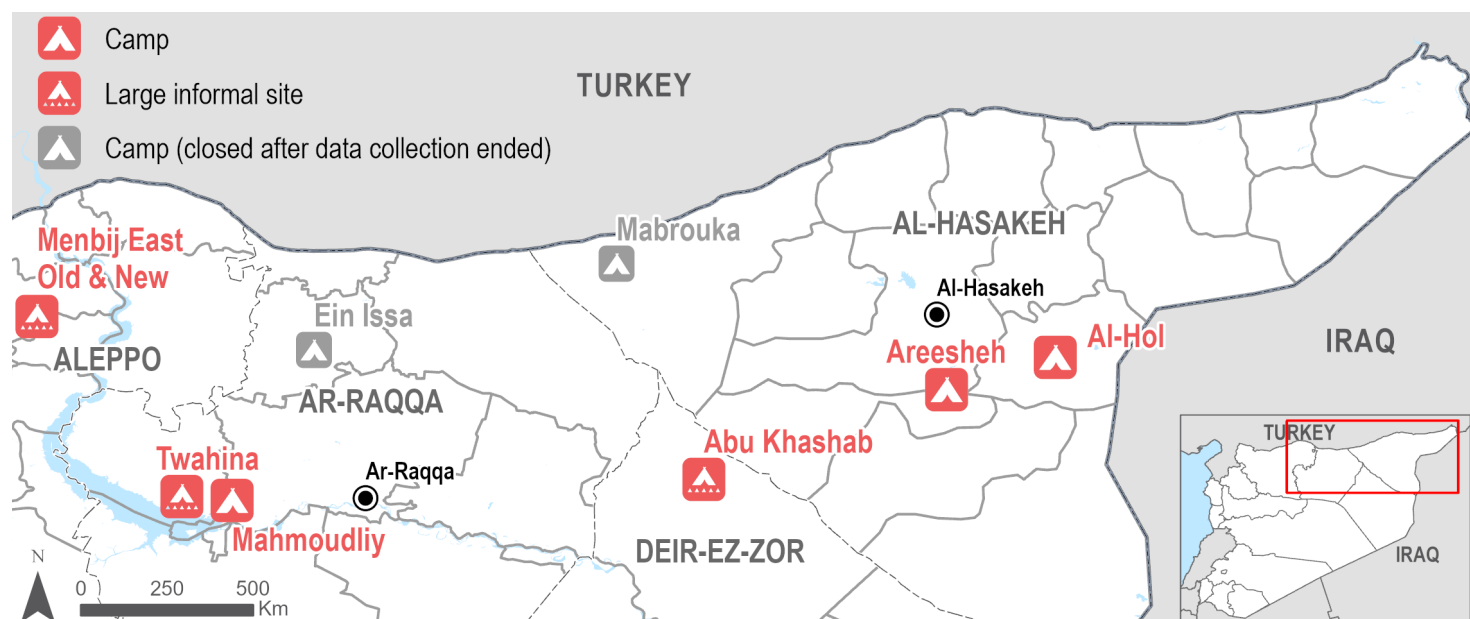 Camp
Large informal site
Camp (closed after data collection ended)
TURKEY
Mabrouka
AL-HASAKEH
Menbij East
Old & New
Al-Hasakeh
Ein Issa
IRAQ
Al-Hol
Areesheh
ALEPPO
AR-RAQQA
Abu Khashab
TURKEY
Twahina
Ar-Raqqa
Mahmoudliy
DEIR-EZ-ZOR
IRAQ
N
0 250 500
Km